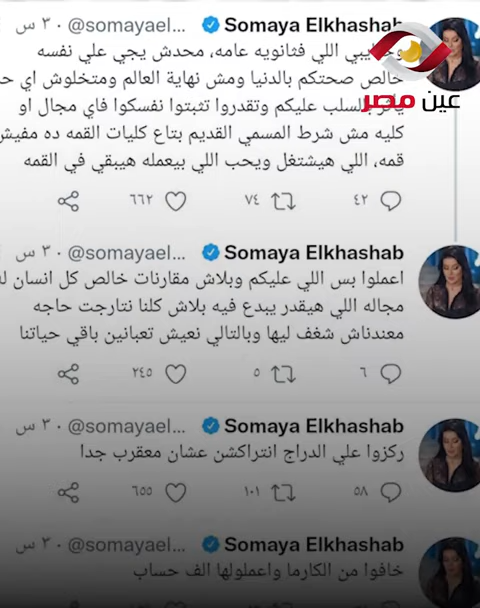 Somaya Elkhashab @somayael... · ٣٠ س
اللي فثانويه عامه، محدش يجي علي نفسه
خالص صحتكم بالدنيا ومش نهاية العالم ومتخلوش اي
بالسلب عليكم وتقدروا تثبتوا نفسكوا فاي مجال او
كليه مش شرط المسمي القديم بتاع كليات القمه ده مفيش
قمه، اللي هيشتغل ويحب اللي بيعمله هيبقي في القمه
٤٢ ٧٤ ٦٦٢
عين مصر
Somaya Elkhashab @somayael... · ٣٠ س
اعملوا بس اللي عليكم وبلاش مقارنات خالص كل انسان
مجاله اللي هيقدر يبدع فيه بلاش كلنا نتارجت حاجه
معندناش شغف ليها وبالتالي نعيش تعبانين باقي حياتنا
٦ ٥ ٢٤٥
Somaya Elkhashab @somayael... · ٣٠ س
ركزوا علي الدراج انتراكشن عشان معقرب جدا
٥٨ ١٠١ ٦٥٥
Somaya Elkhashab @somayael... · ٣٠ س
خافوا من الكارما واعملولها الف حساب